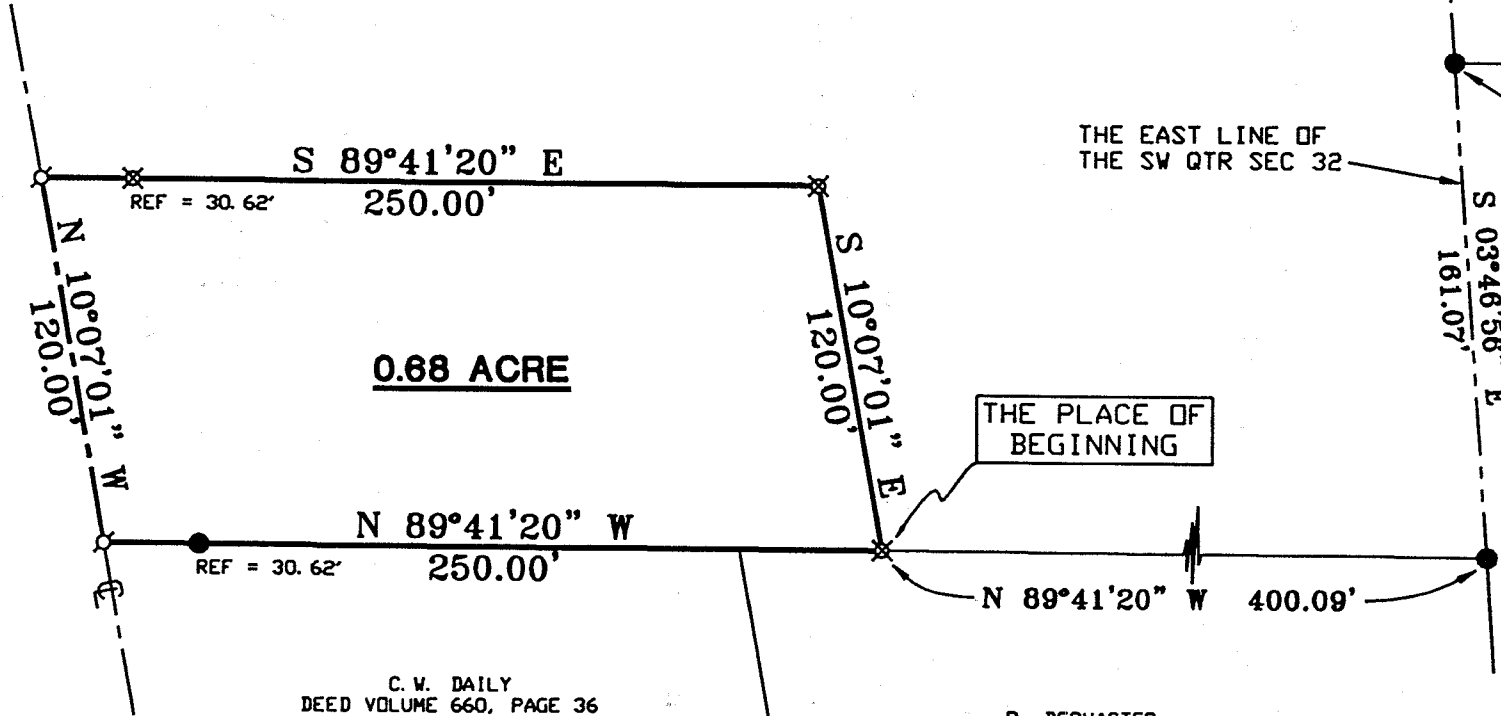 THE EAST LINE OF
THE SW QTR SEC 32
S 89°41'20" E
250.00'
REF = 30.62'
N 10°07'01" W
120.00'
S 10°07'01" E
120.00'
S 03°46'56" E
161.07'
0.68 ACRE
THE PLACE OF
BEGINNING
N 89°41'20" W
250.00'
REF = 30.62'
N 89°41'20" W 400.09'
C. W. DAILY
DEED VOLUME 660, PAGE 36